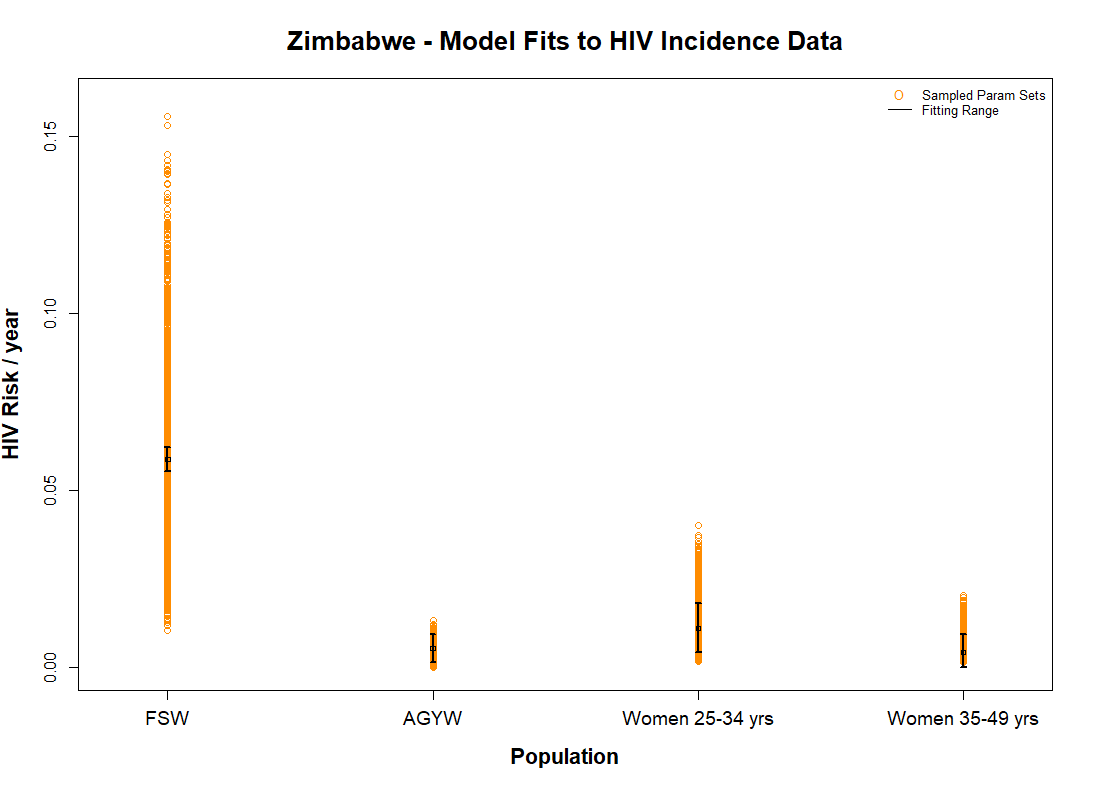 Zimbabwe - Model Fits to HIV Incidence Data
Sampled Param Sets
Fitting Range
HIV Risk / year
0.15
0.10
0.05
0.00
FSW
AGYW
Women 25-34 yrs
Women 35-49 yrs
Population